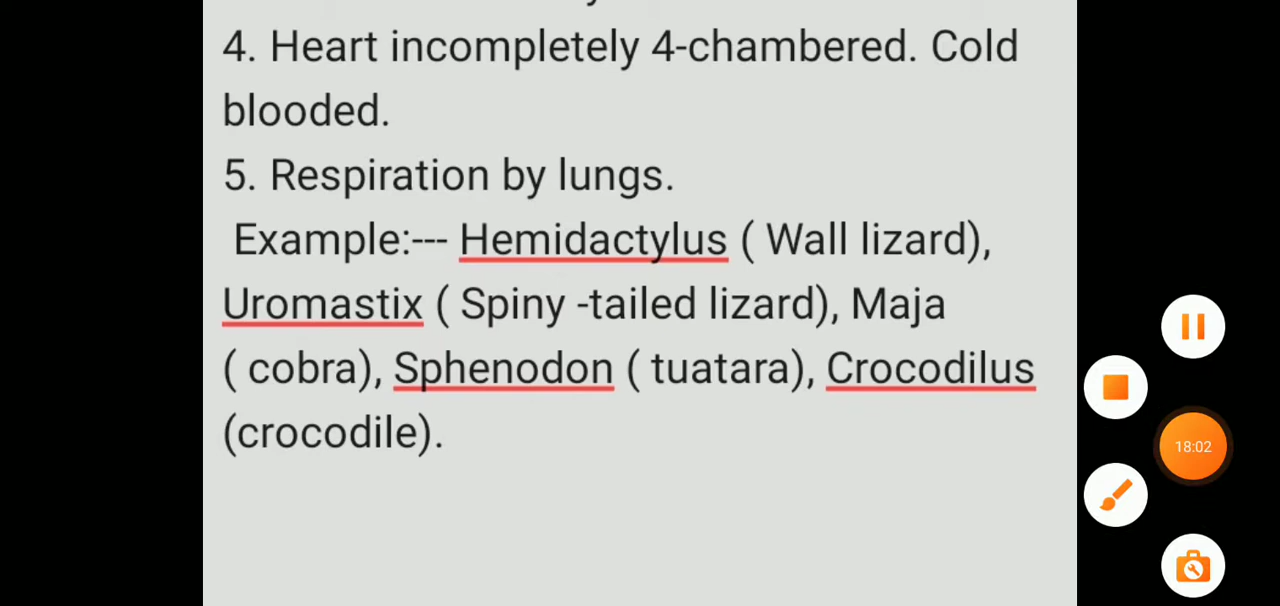 4. Heart incompletely 4-chambered. Cold
blooded.
5. Respiration by lungs.
Example:--- Hemidactylus ( Wall lizard),
Uromastix ( Spiny -tailed lizard), Maja
( cobra), Sphenodon ( tuatara), Crocodilus
(crocodile).
18:02